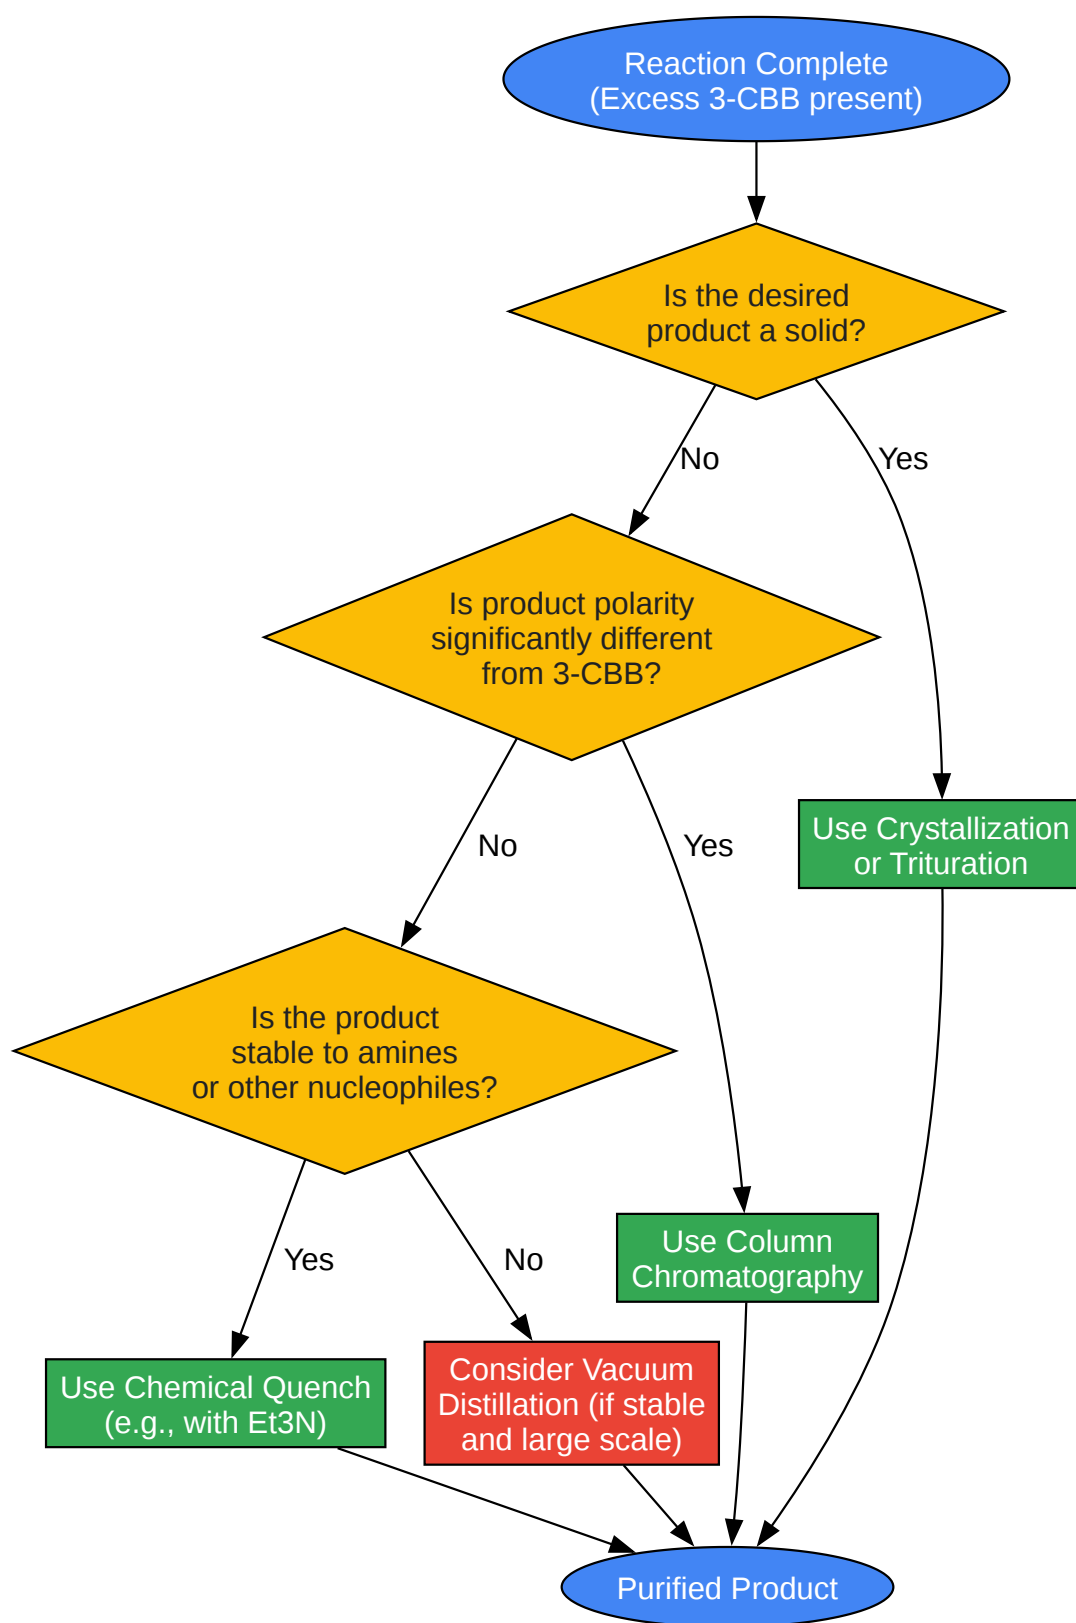 Reaction Complete
(Excess 3-CBB present)
Is the desired
product a solid?
No
Yes
Is product polarity
significantly different
from 3-CBB?
No
Yes
Use Crystallization
or Trituration
Is the product
stable to amines
or other nucleophiles?
Yes
No
Use Column
Chromatography
Use Chemical Quench
(e.g., with Et3N)
Consider Vacuum
Distillation (if stable
and large scale)
Purified Product